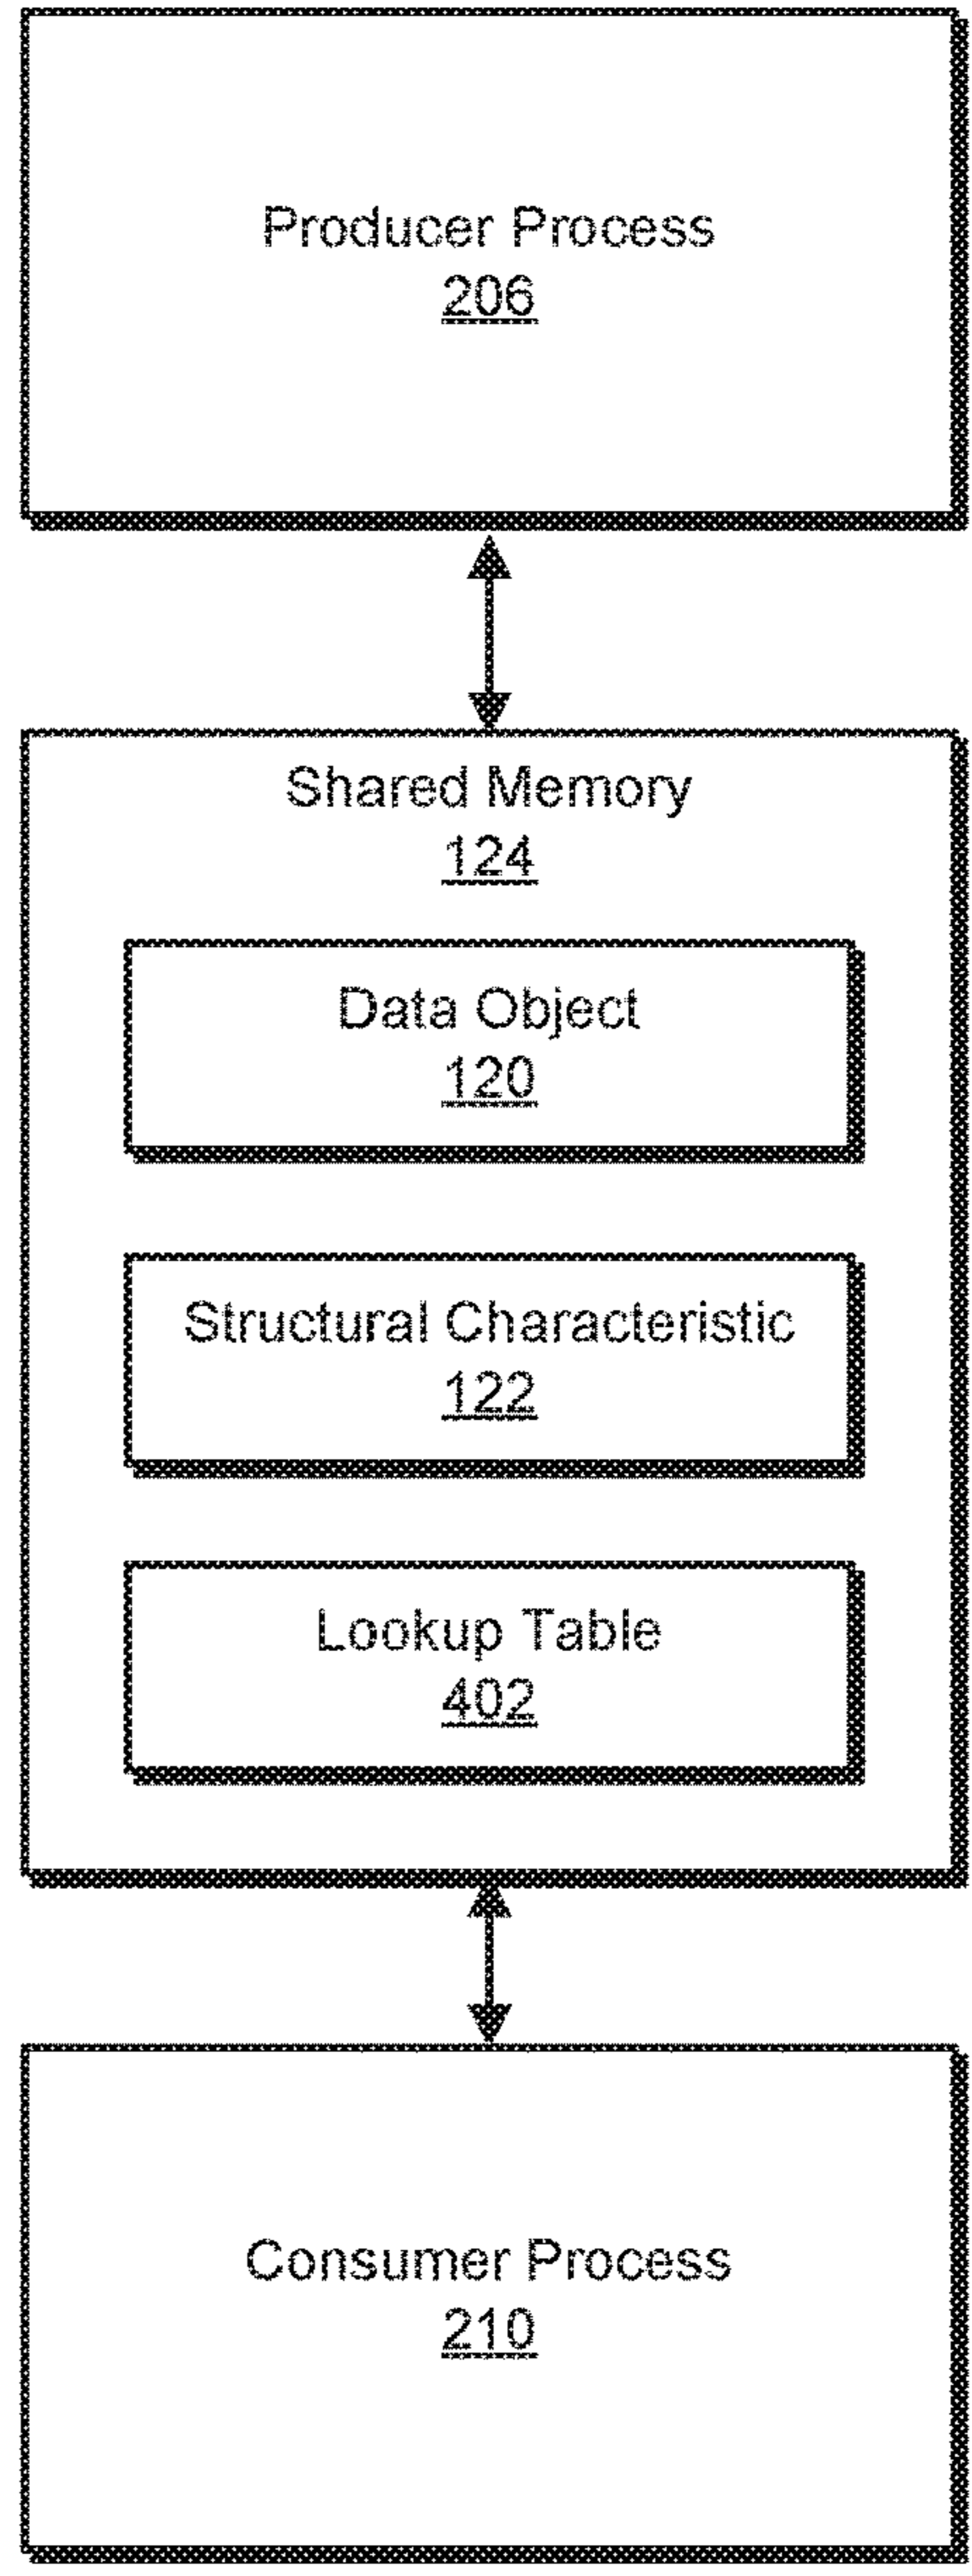 Producer Process
206
Shared Memory
124
Data Object
120
Structural Characteristic
122
Lookup Table
402
Consumer Process
210